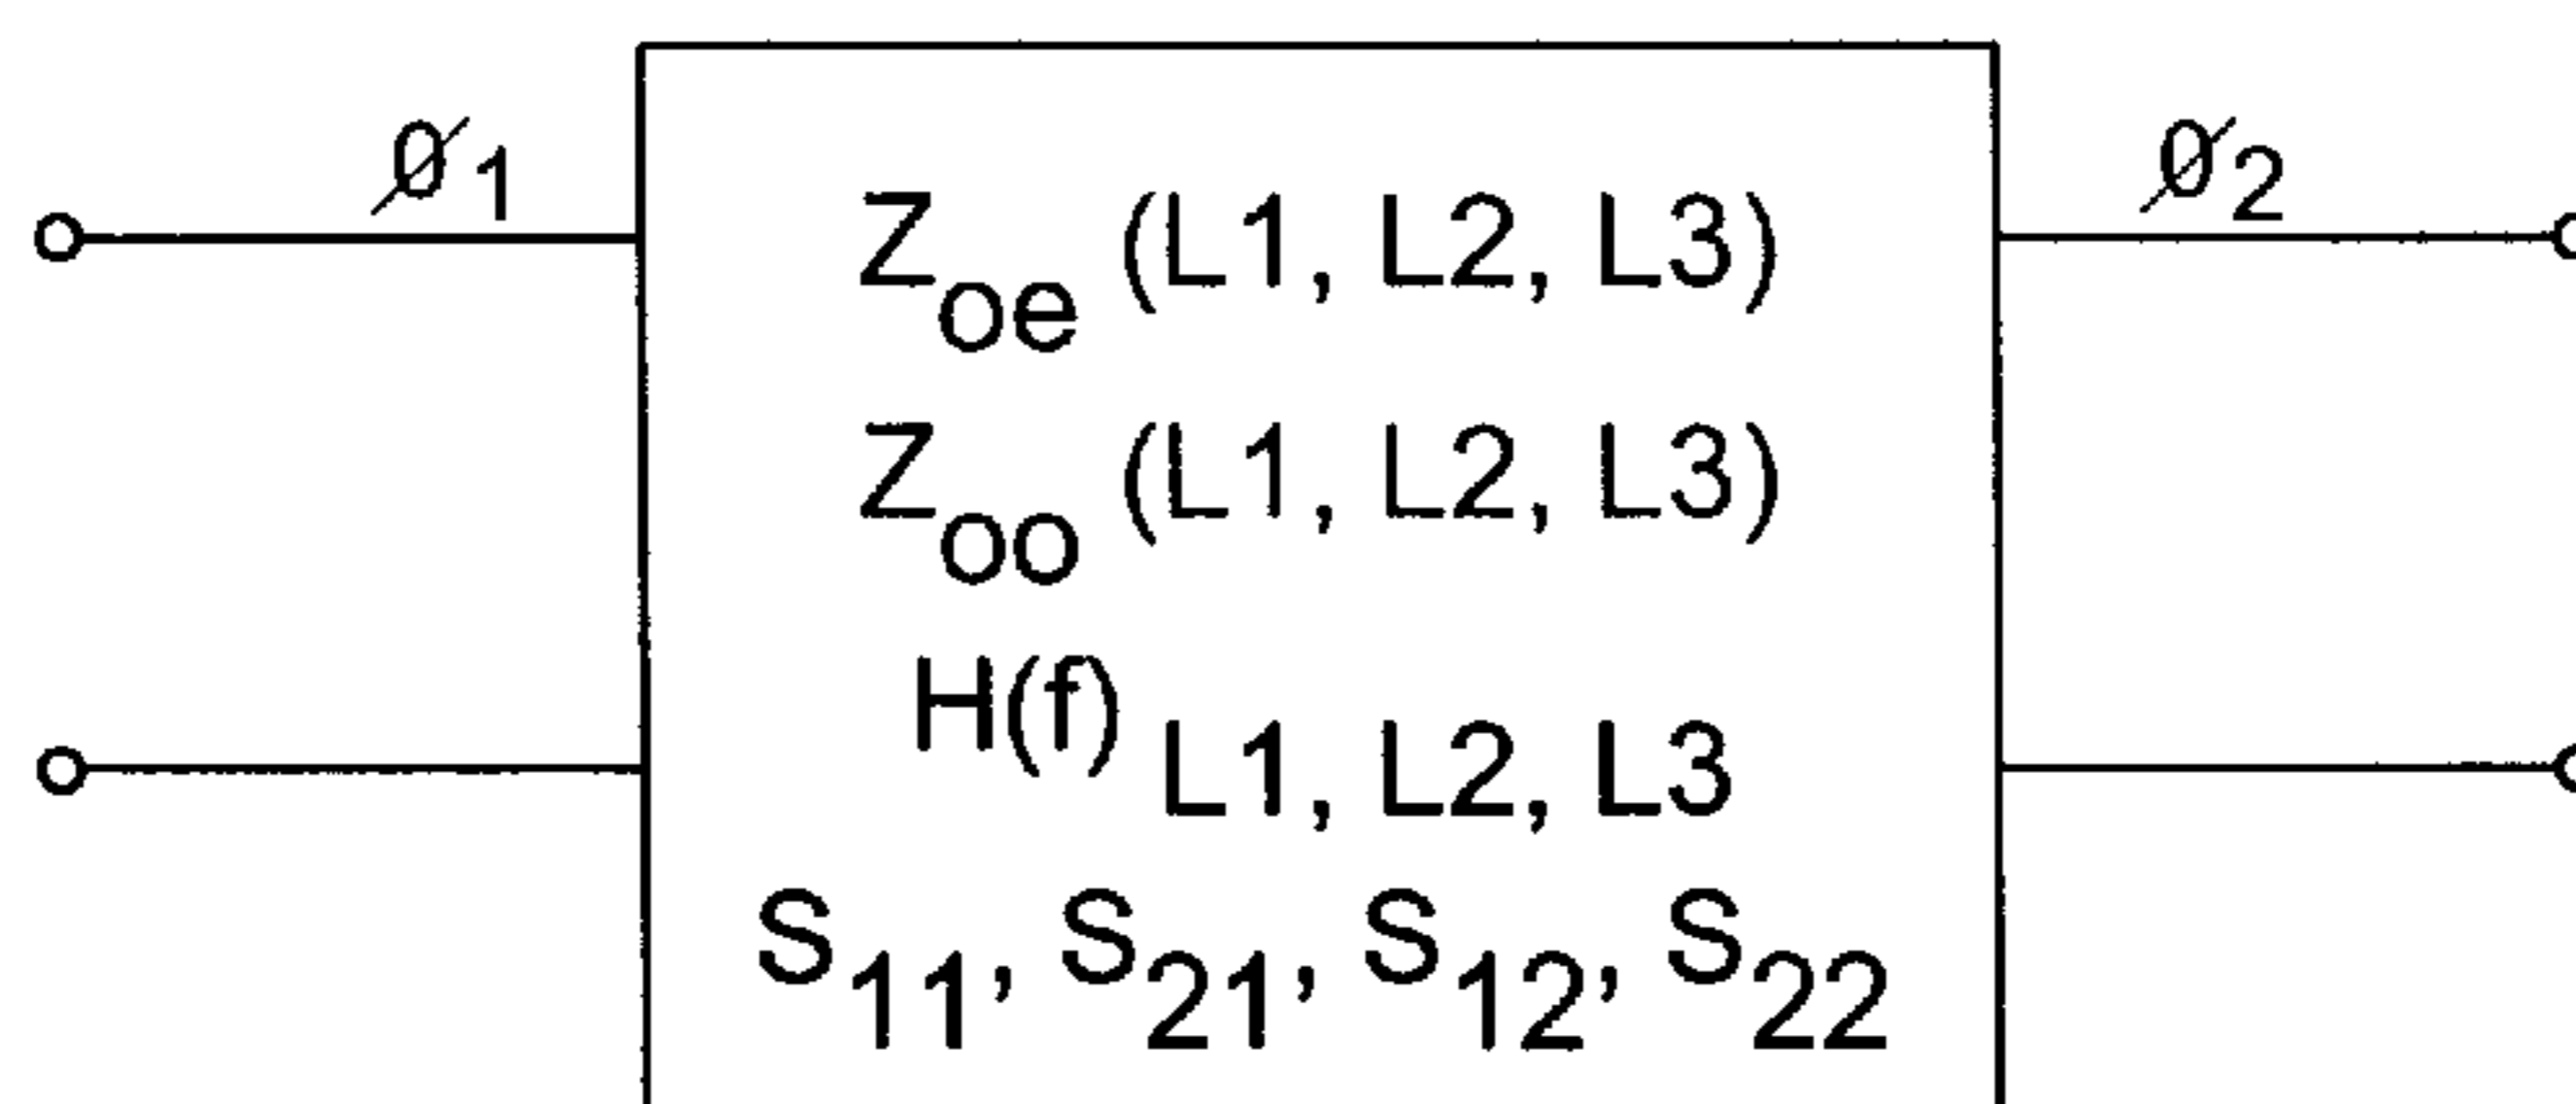 Ø1 Ø2
Zoe (L1, L2, L3)
Zoo (L1, L2, L3)
H(f) L1, L2, L3
S11, S21, S12, S22